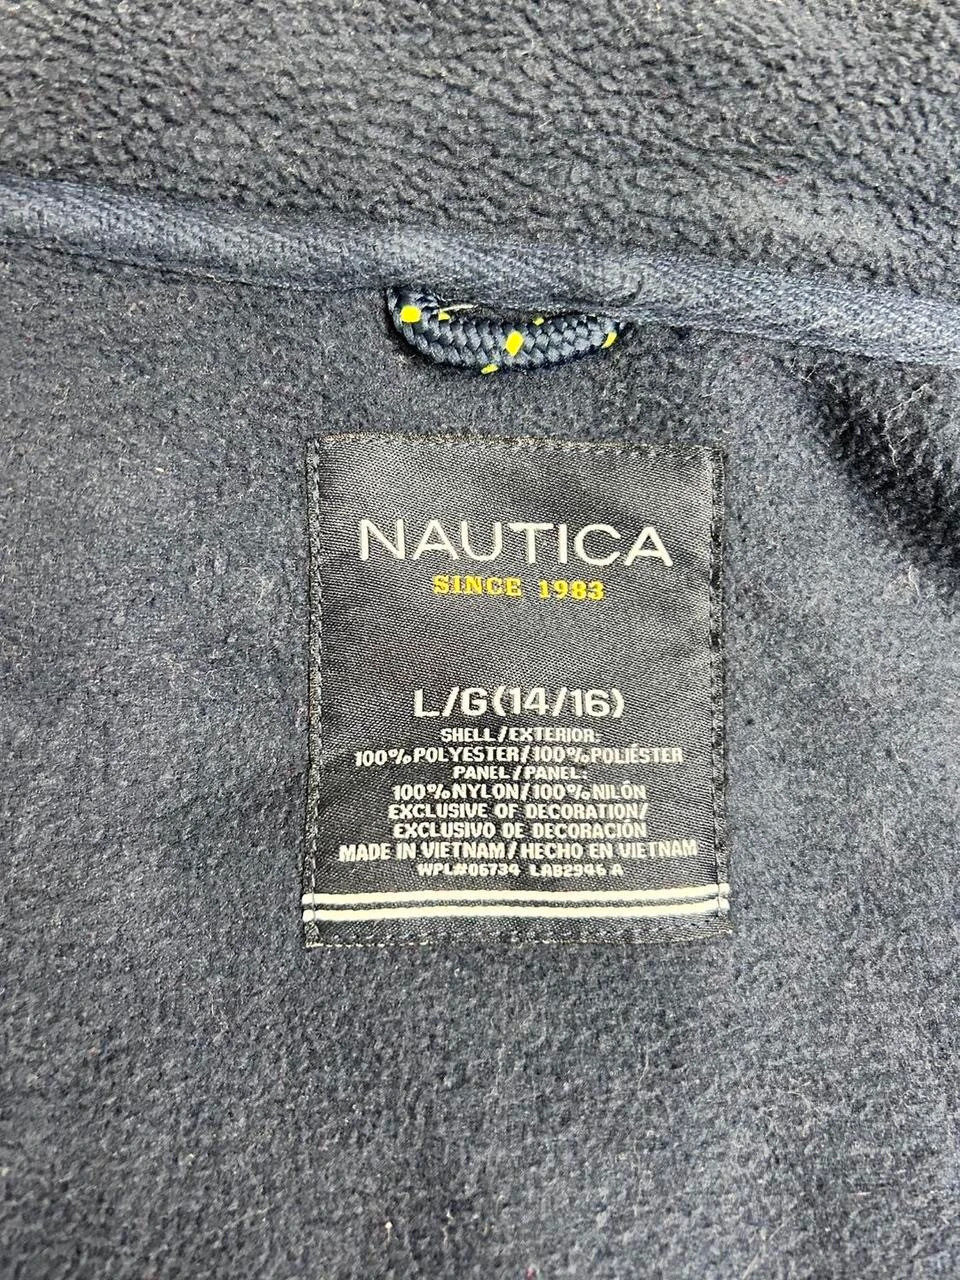 NAUTICA
SINCE 1983
L/G(14/16)
SHELL/EXTERIOR:
100%POLYESTER/100%POLIÉSTER
PANEL/PANEL:
100%NYLON/100%NILÓN
EXCLUSIVE OF DECORATION/
EXCLUSIVO DE DECORACIÓN
MADE IN VIETNAM/HECHO EN VIETNAM
WPL#06734 LAB2946 A